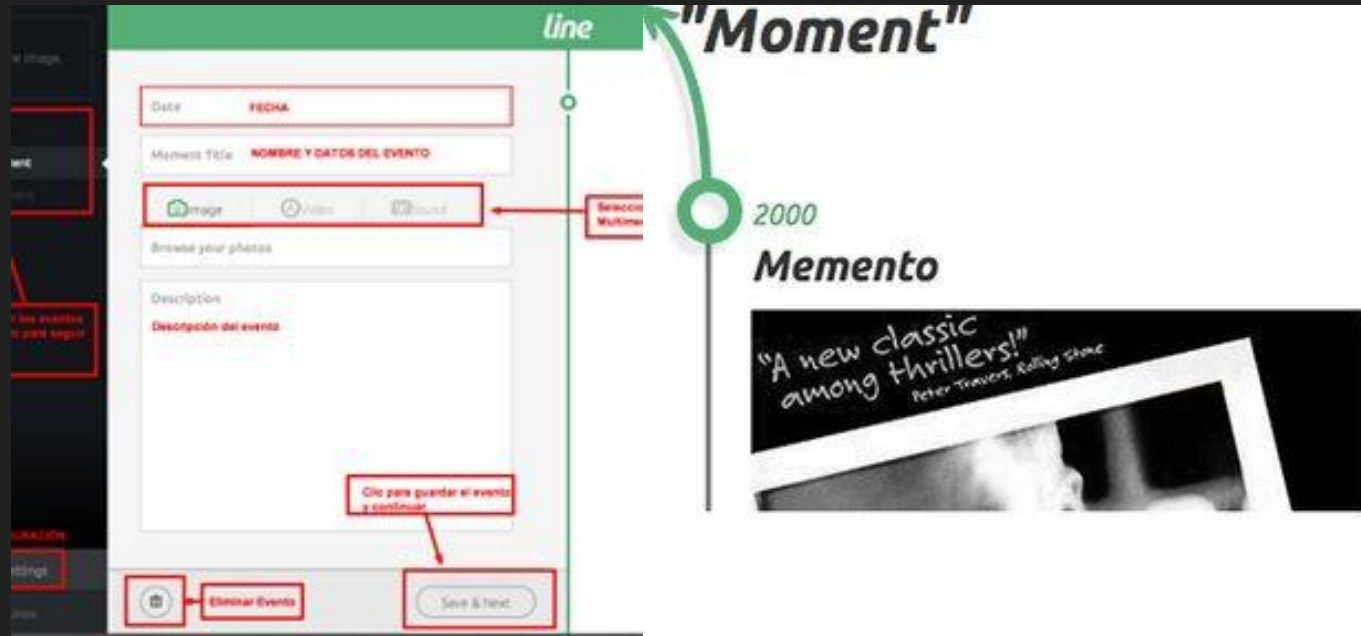 line
Date FECHA
Moment Title NOMBRE Y DATOS DEL EVENTO
Image Video Sound
Browse your photos
Description
Descripción del evento
Clic para guardar el evento
y continuar
Eliminar Evento
Save & Next
"Moment"
2000
Memento
"A new classic
among thrillers!"
Peter Travers, Rolling Stone